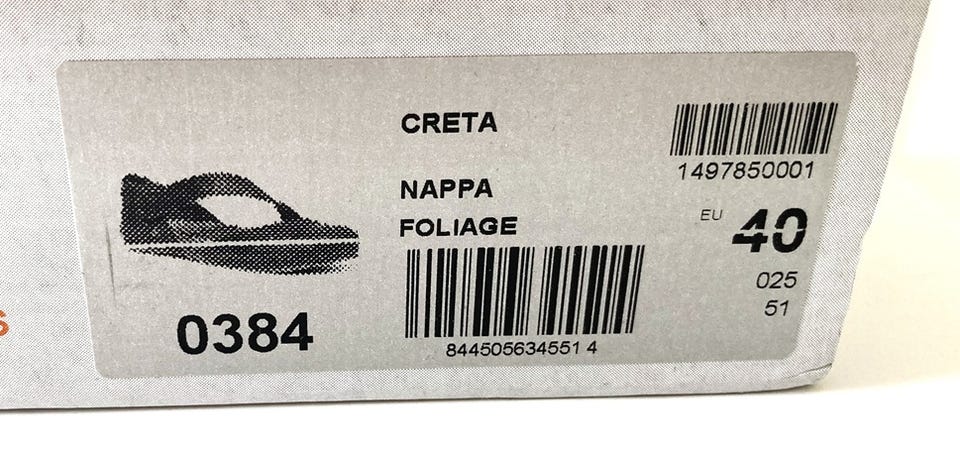 CRETA
NAPPA
FOLIAGE
844505634551 4
0384
1497850001
EU 40
025
51
S